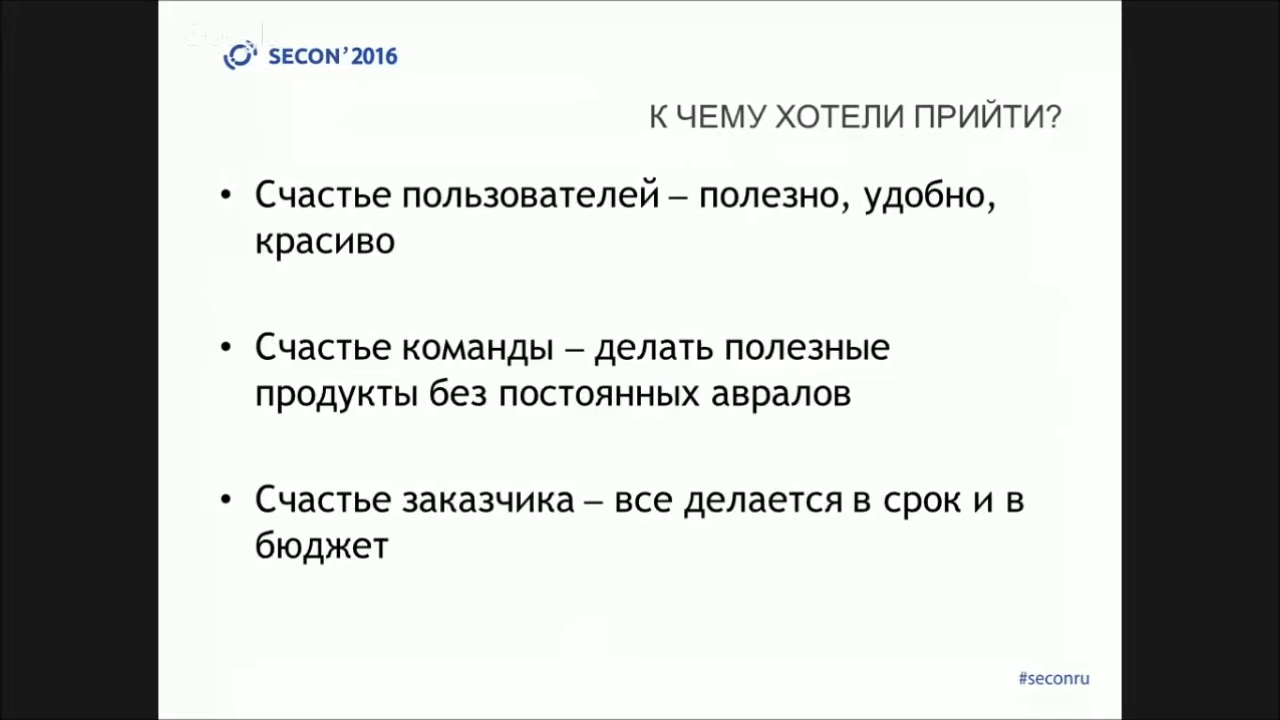 SECON’2016
К ЧЕМУ ХОТЕЛИ ПРИЙТИ?
• Счастье пользователей – полезно, удобно,
красиво
• Счастье команды – делать полезные
продукты без постоянных авралов
• Счастье заказчика – все делается в срок и в
бюджет
#seconru